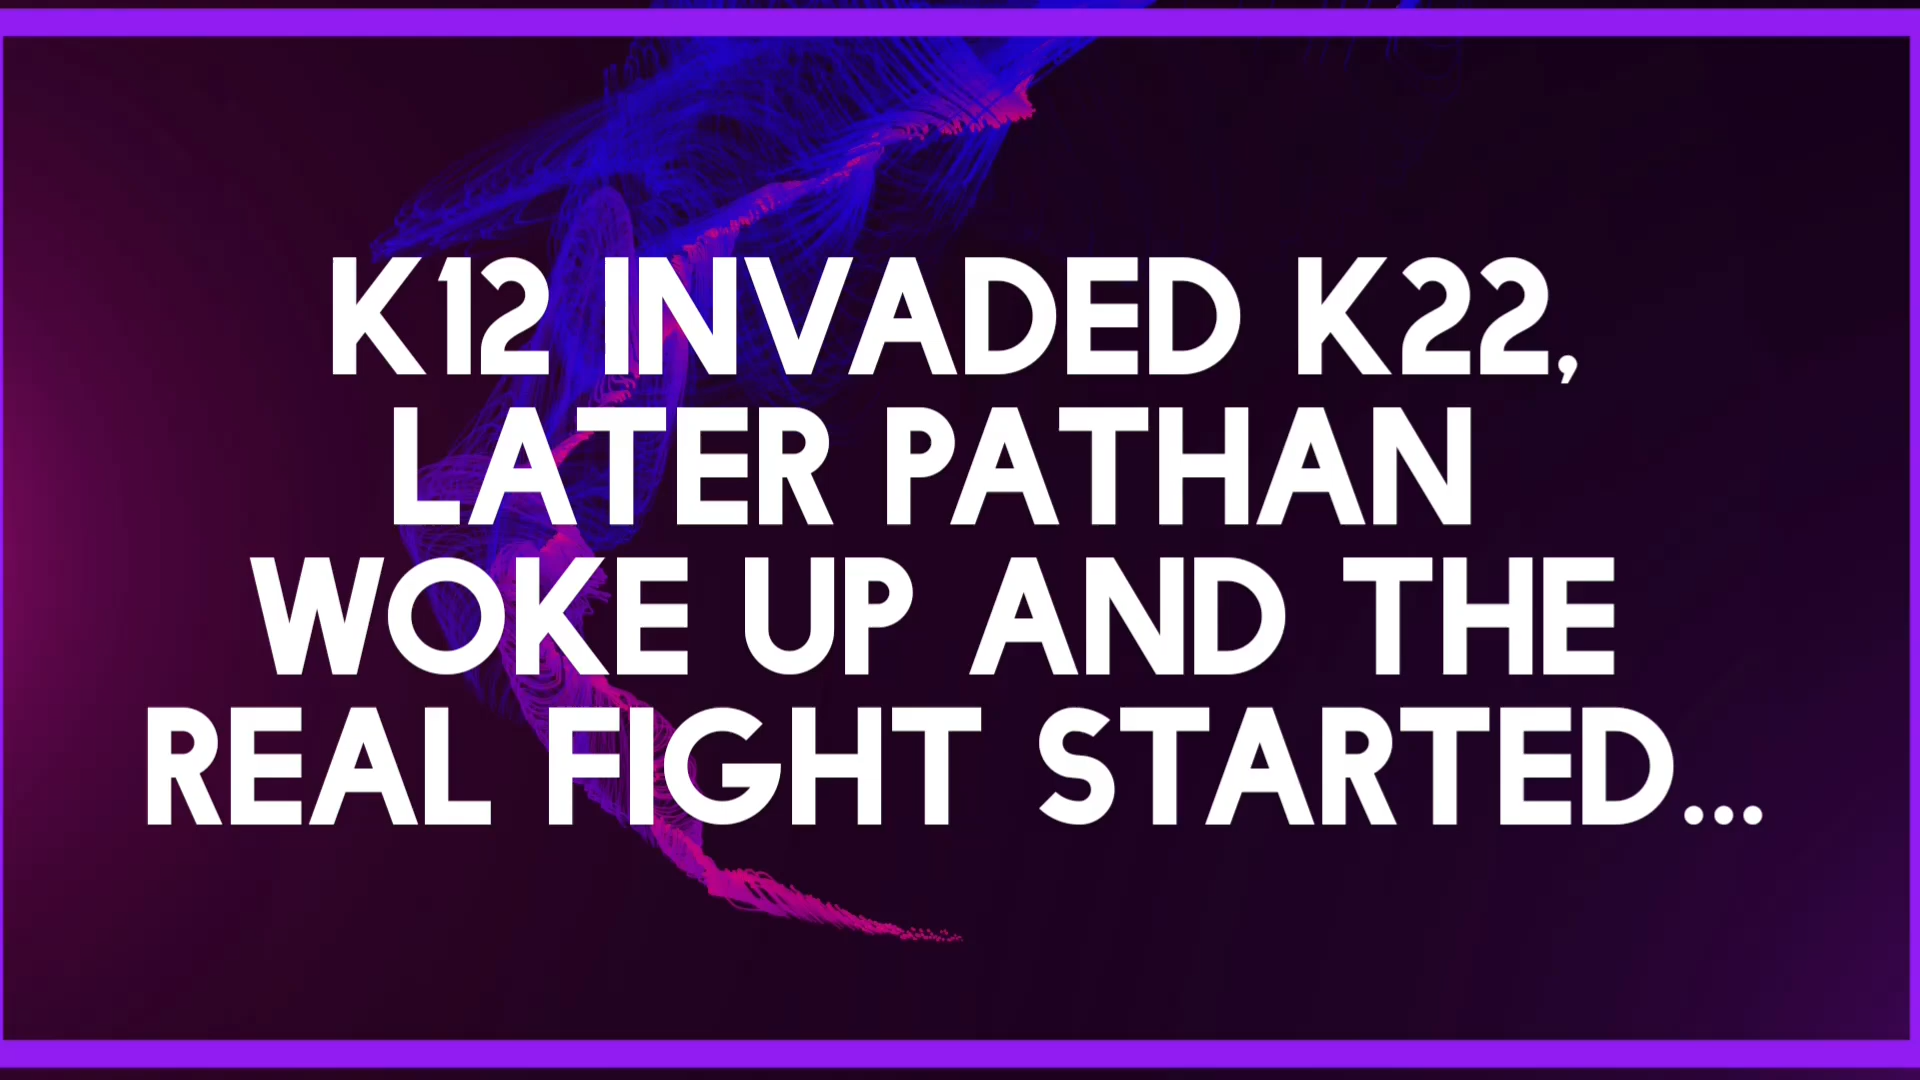 K12 INVADED K22,
LATER PATHAN
WOKE UP AND THE
REAL FIGHT STARTED...